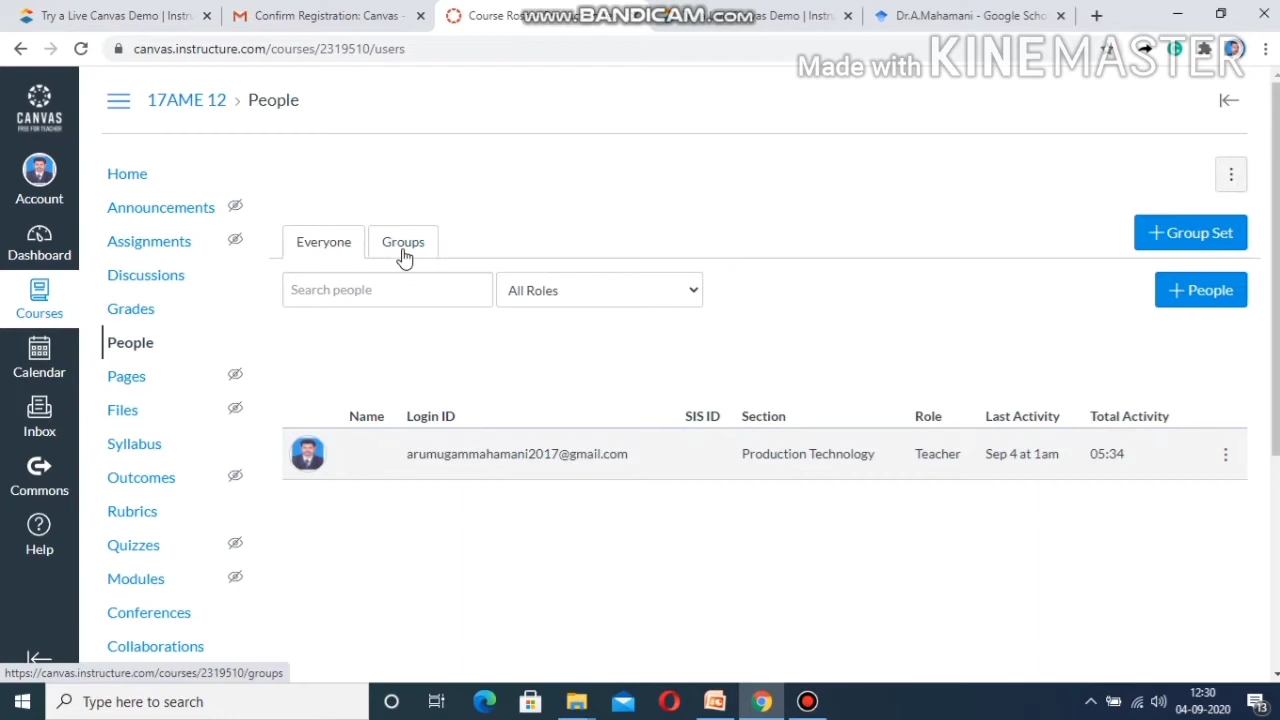 Try a Live Canvas Demo | Instru
Confirm Registration: Canvas -
Course Ros
www.BANDICAM.com
vas Demo | Instru
Dr.A.Mahamani - Google Scho
canvas.instructure.com/courses/2319510/users
Made with KINEMASTER
CANVAS
FREE FOR TEACHER
Account
Dashboard
Courses
Calendar
Inbox
Commons
Help
17AME 12 > People
Home
Announcements
Assignments
Discussions
Grades
People
Pages
Files
Syllabus
Outcomes
Rubrics
Quizzes
Modules
Conferences
Collaborations
Everyone Groups
+ Group Set
Search people
All Roles
+ People
Name Login ID SIS ID Section Role Last Activity Total Activity
arumugammahamani2017@gmail.com Production Technology Teacher Sep 4 at 1am 05:34
https://canvas.instructure.com/courses/2319510/groups
Type here to search
12:30
04-09-2020
13